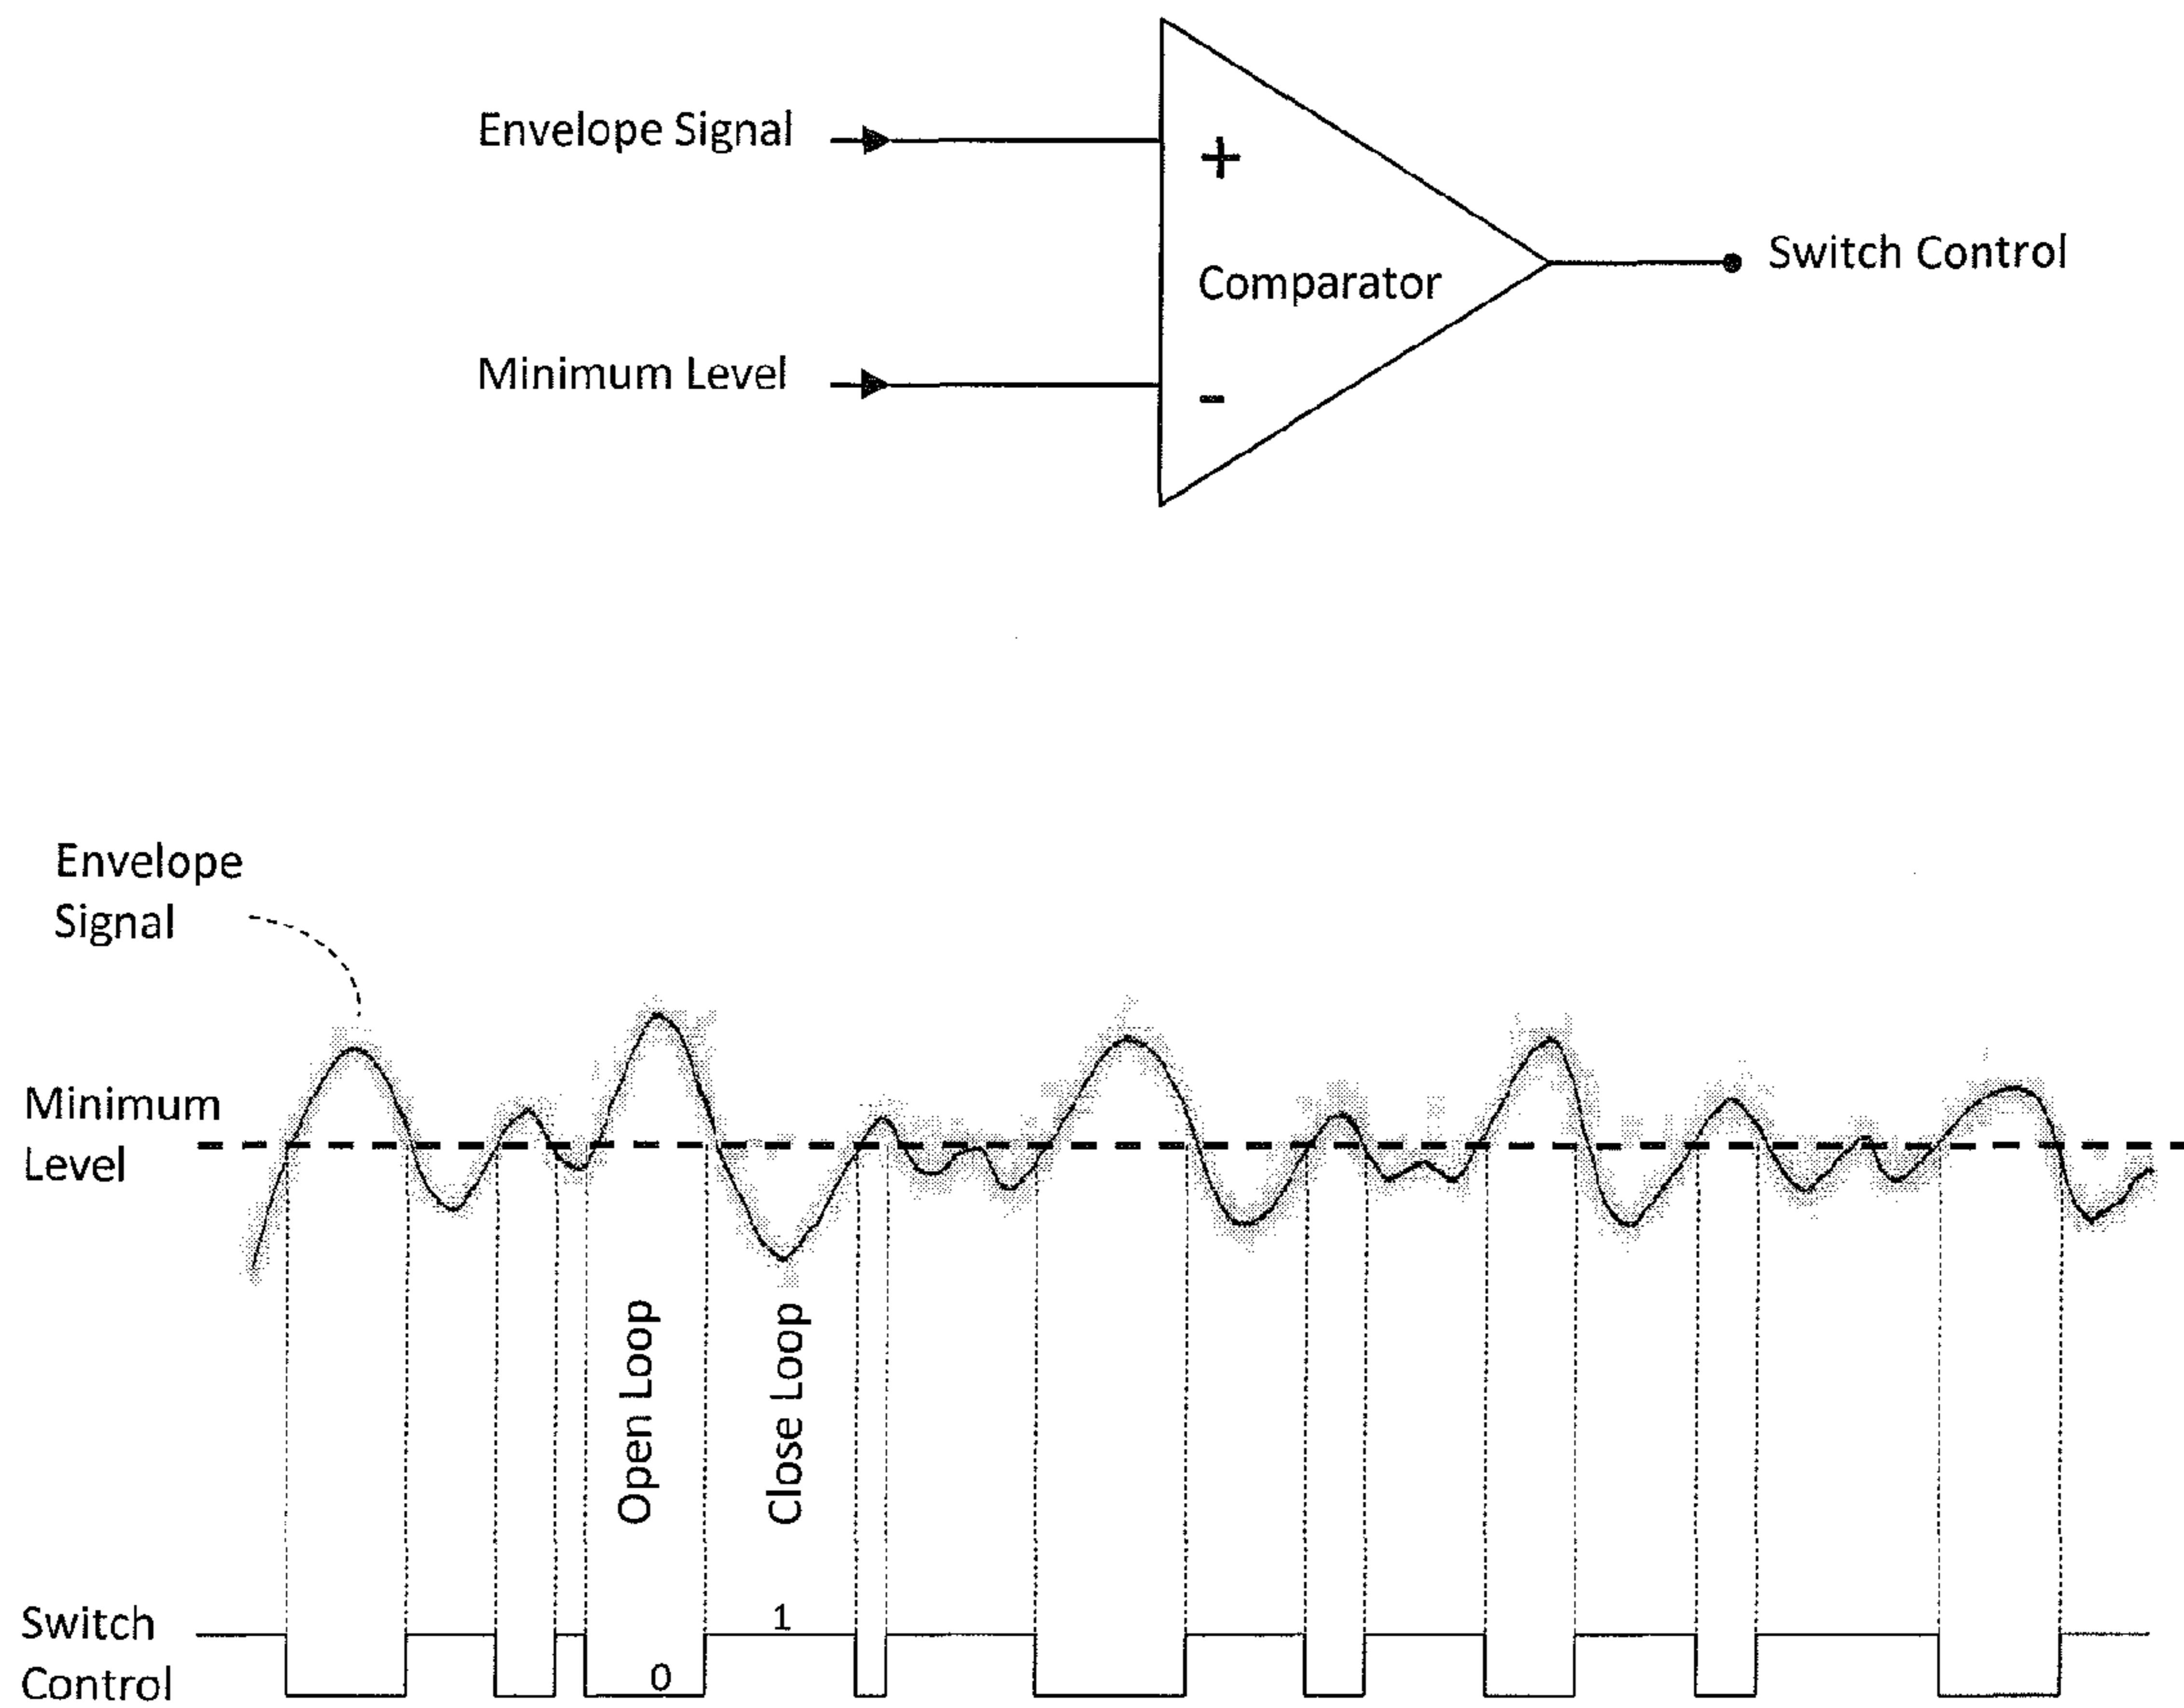 Envelope Signal
+
Comparator
Switch Control
Minimum Level
-
Envelope
Signal
Minimum
Level
Open Loop
Close Loop
Switch
Control
1
0